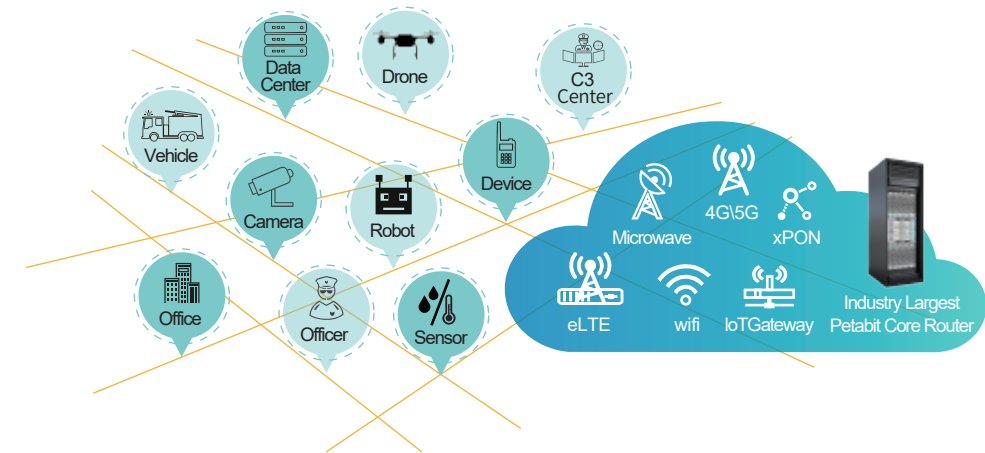 Data
Center
Drone
C3
Center
Vehicle
Camera
Robot
Device
Office
Officer
Sensor
Microwave
4G\5G
xPON
eLTE
wifi
IoTGateway
Industry Largest
Petabit Core Router